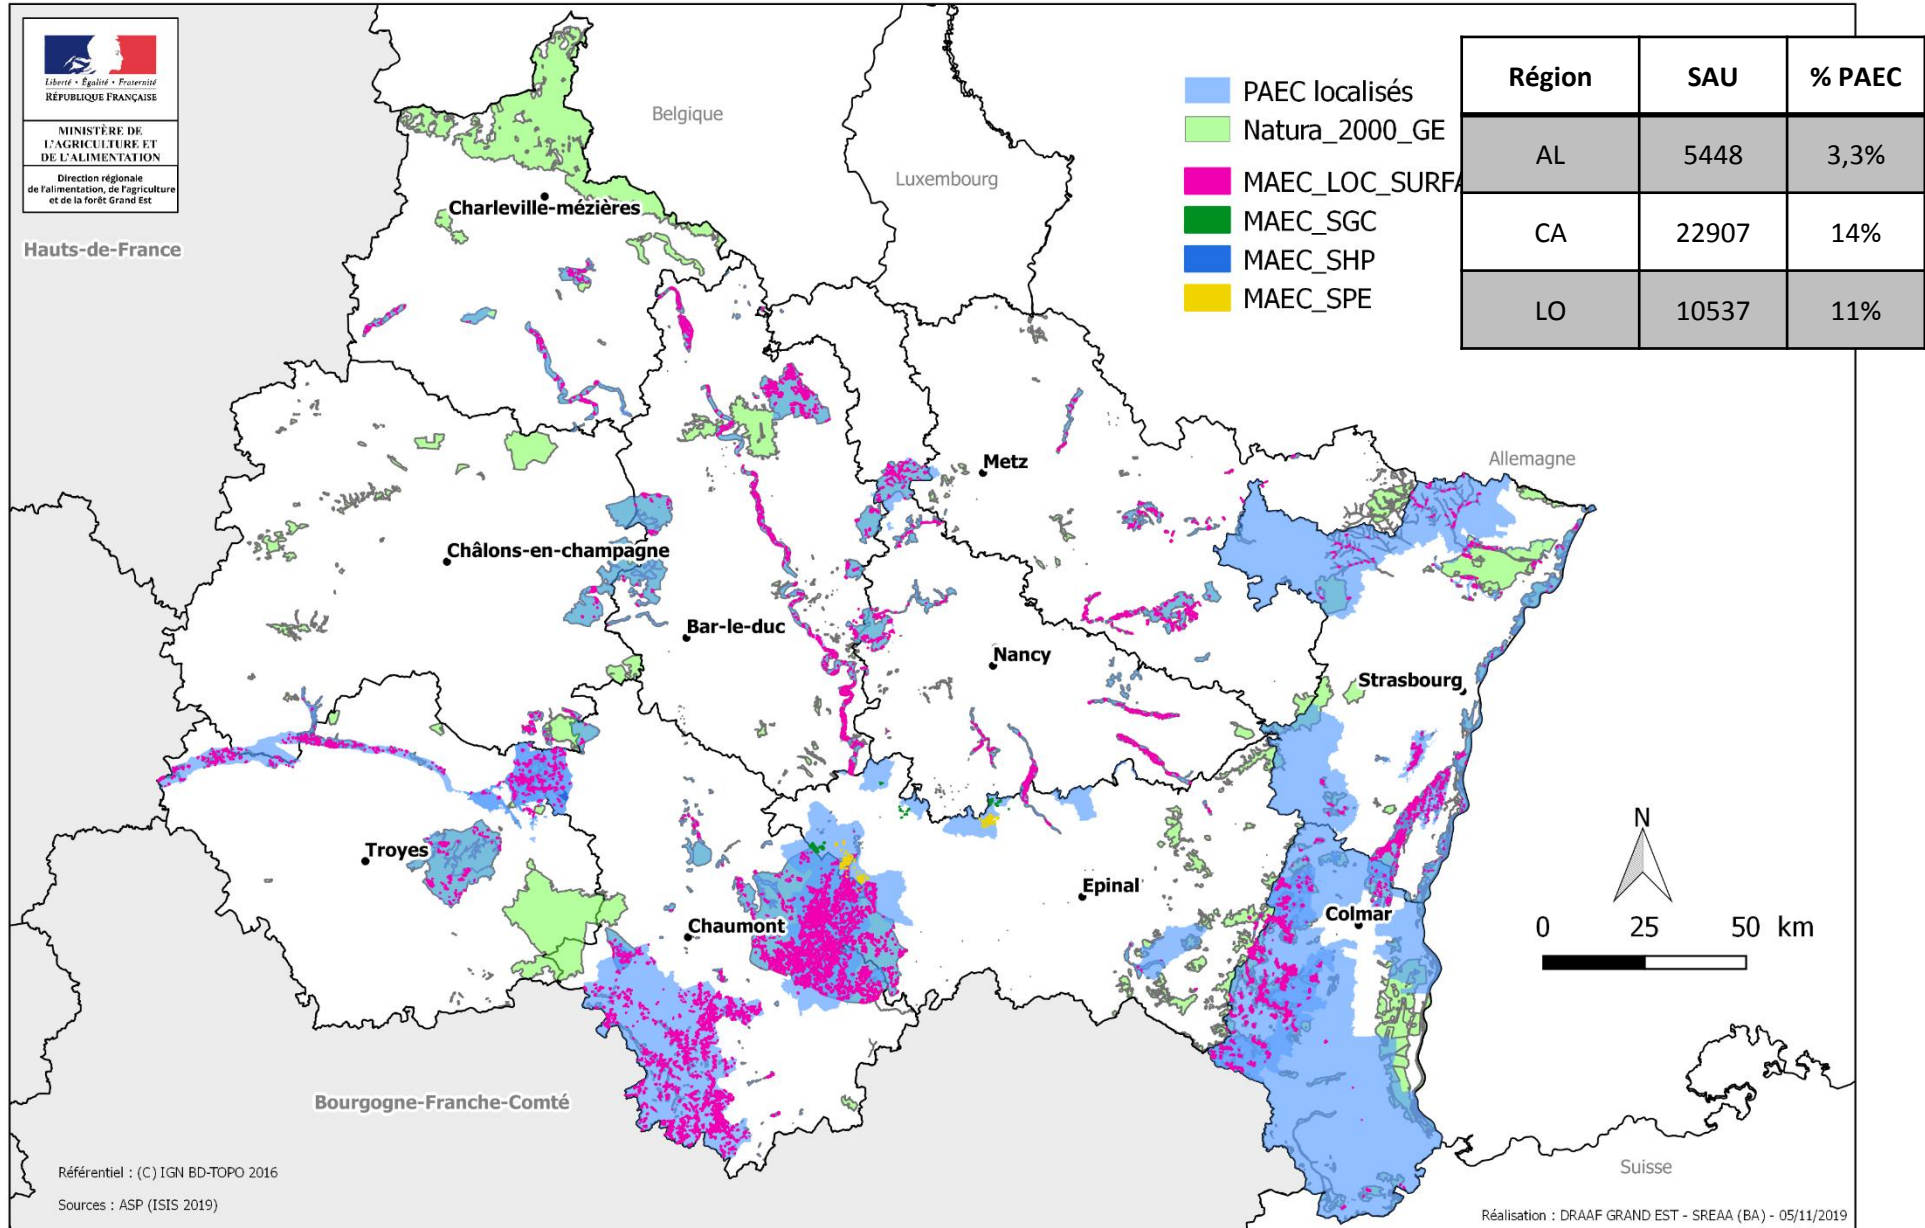 Liberté • Égalité • Fraternité
RÉPUBLIQUE FRANÇAISE
MINISTÈRE DE
L'AGRICULTURE ET
DE L'ALIMENTATION
Direction régionale
de l'alimentation, de l'agriculture
et de la forêt Grand Est
Hauts-de-France
Belgique
Luxembourg
Allemagne
Suisse
Bourgogne-Franche-Comté
PAEC localisés
Natura_2000_GE
MAEC_LOC_SURFA
MAEC_SGC
MAEC_SHP
MAEC_SPE
Région SAU % PAEC
AL 5448 3,3%
CA 22907 14%
LO 10537 11%
Charleville-mézières
Metz
Châlons-en-champagne
Bar-le-duc
Nancy
Strasbourg
Troyes
Epinal
Chaumont
Colmar
N
0 25 50 km
Référentiel : (C) IGN BD-TOPO 2016
Sources : ASP (ISIS 2019)
Réalisation : DRAAF GRAND EST - SREAA (BA) - 05/11/2019